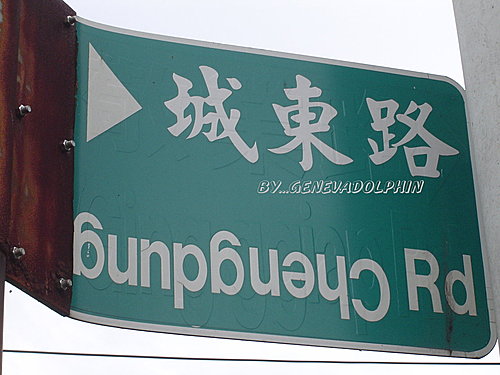 城東路
BY...GENEVADOLPHIN
Chengdung Rd